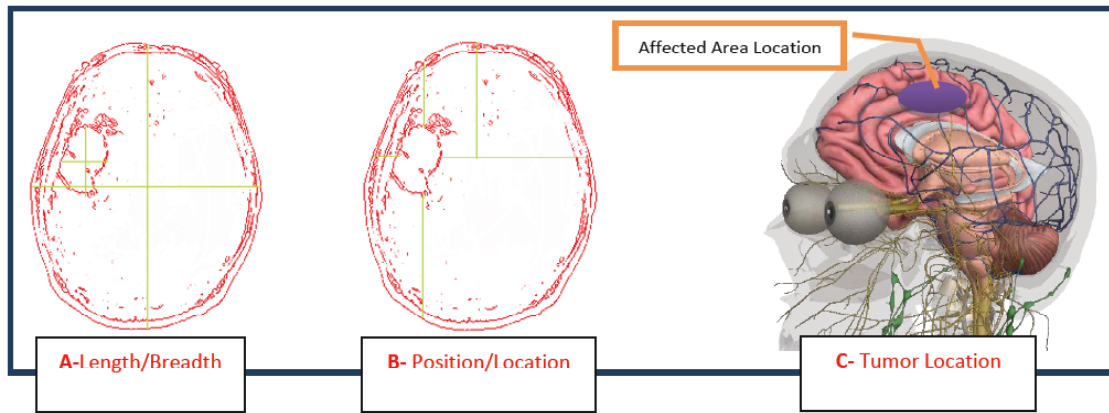 Affected Area Location
A-Length/Breadth
B- Position/Location
C- Tumor Location